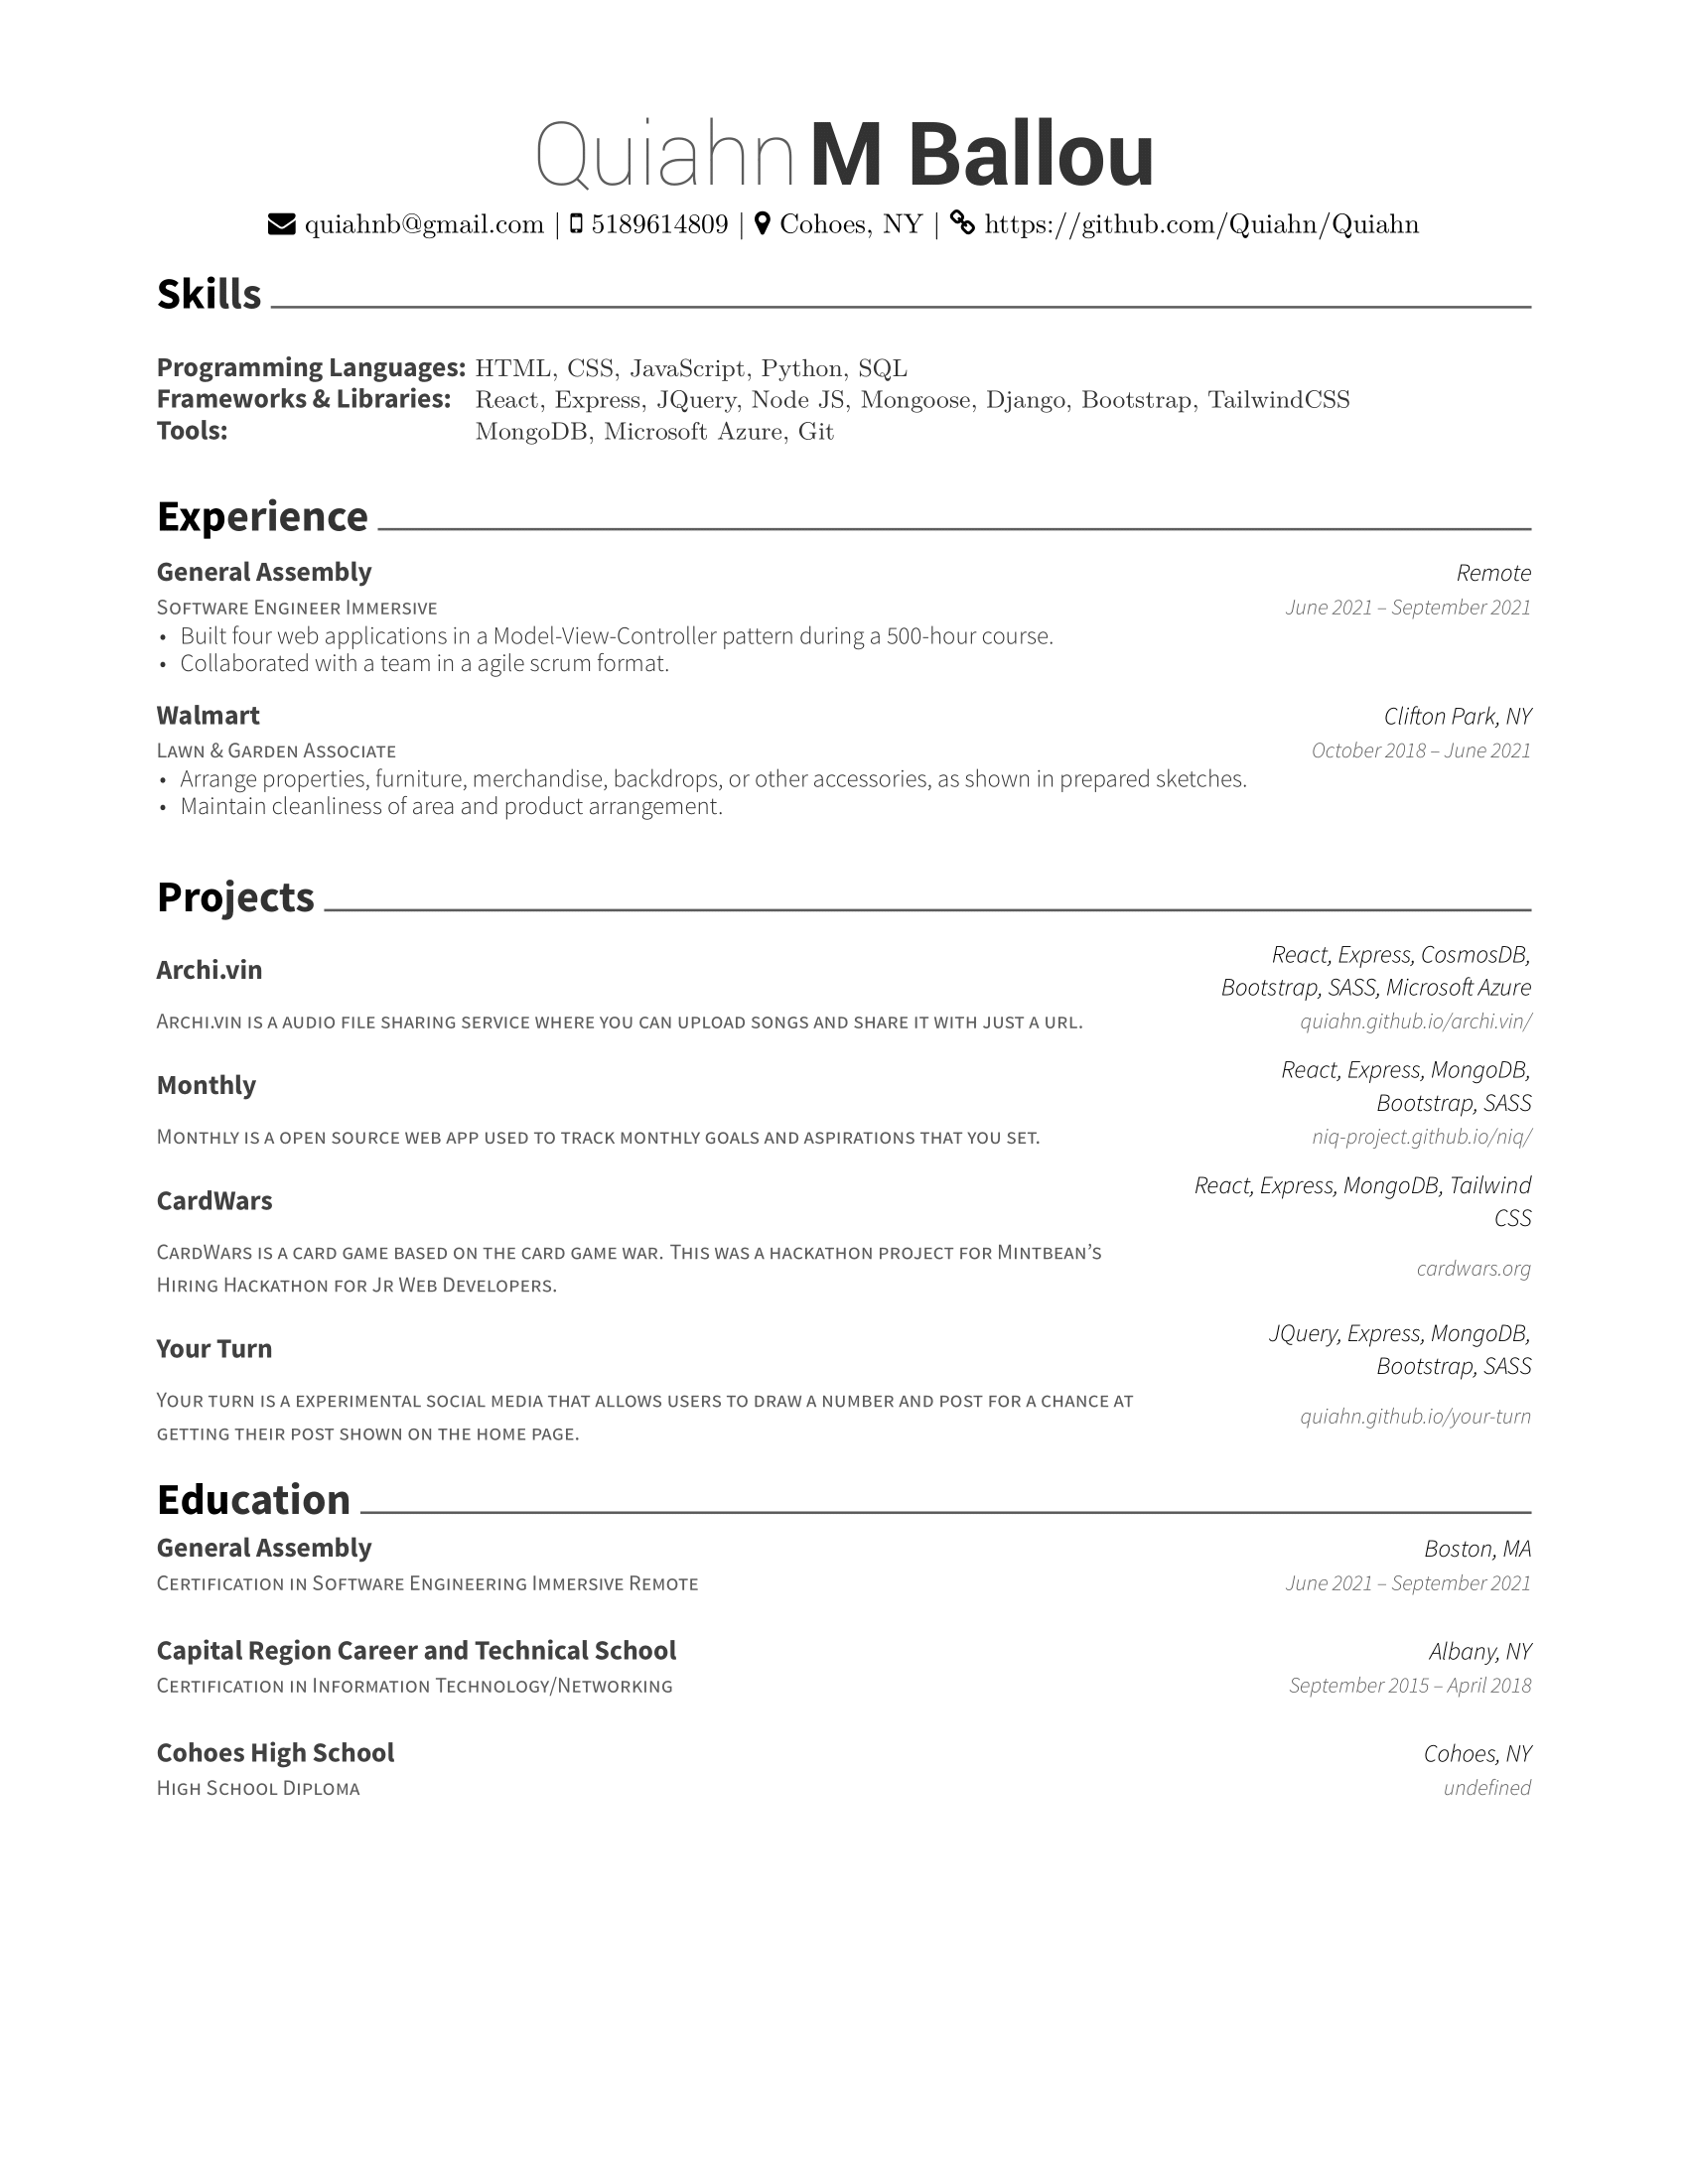 Quiahn M Ballou
quiahnb@gmail.com | 5189614809 | Cohoes, NY | https://github.com/Quiahn/Quiahn
Skills
Programming Languages: HTML, CSS, JavaScript, Python, SQL
Frameworks & Libraries: React, Express, JQuery, Node JS, Mongoose, Django, Bootstrap, TailwindCSS
Tools: MongoDB, Microsoft Azure, Git
Experience
General Assembly Remote
Software Engineer Immersive June 2021 – September 2021
• Built four web applications in a Model-View-Controller pattern during a 500-hour course.
• Collaborated with a team in a agile scrum format.
Walmart Clifton Park, NY
Lawn & Garden Associate October 2018 – June 2021
• Arrange properties, furniture, merchandise, backdrops, or other accessories, as shown in prepared sketches.
• Maintain cleanliness of area and product arrangement.
Projects
Archi.vin
React, Express, CosmosDB,
Bootstrap, SASS, Microsoft Azure
Archi.vin is a audio file sharing service where you can upload songs and share it with just a url. quiahn.github.io/archi.vin/
Monthly
React, Express, MongoDB,
Bootstrap, SASS
Monthly is a open source web app used to track monthly goals and aspirations that you set. niq-project.github.io/niq/
CardWars
React, Express, MongoDB, Tailwind
CSS
CardWars is a card game based on the card game war. This was a hackathon project for Mintbean’s
Hiring Hackathon for Jr Web Developers.
cardwars.org
Your Turn
JQuery, Express, MongoDB,
Bootstrap, SASS
Your turn is a experimental social media that allows users to draw a number and post for a chance at
getting their post shown on the home page.
quiahn.github.io/your-turn
Education
General Assembly Boston, MA
Certification in Software Engineering Immersive Remote June 2021 – September 2021
Capital Region Career and Technical School Albany, NY
Certification in Information Technology/Networking September 2015 – April 2018
Cohoes High School Cohoes, NY
High School Diploma undefined